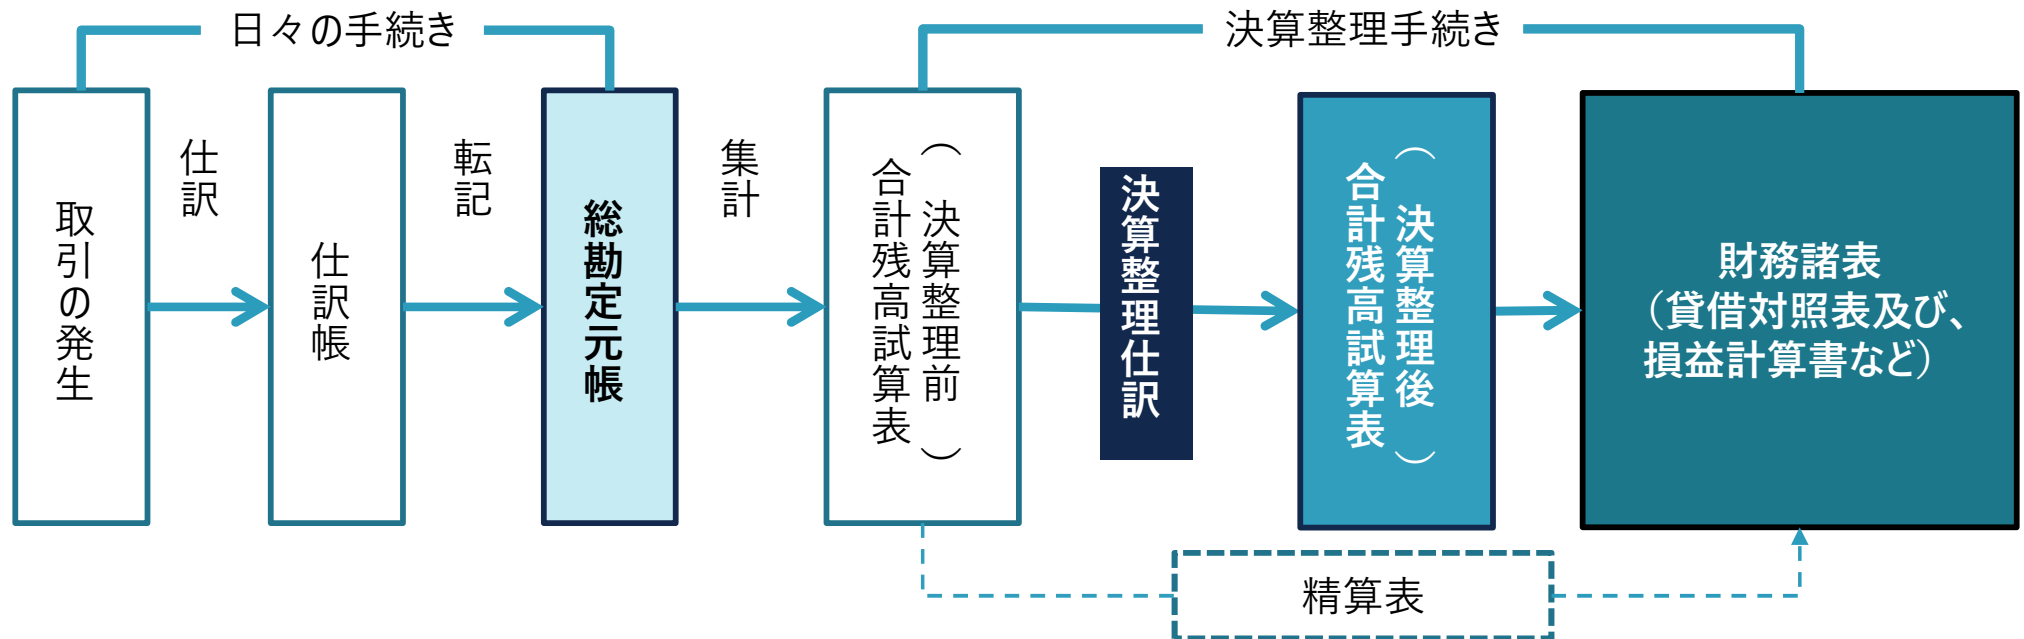 日々の手続き
決算整理手続き
取引の発生
仕訳
仕訳帳
転記
総勘定元帳
集計
（決算整理前）
合計残高試算表
決算整理仕訳
（決算整理後）
合計残高試算表
財務諸表
（貸借対照表及び、
損益計算書など）
精算表